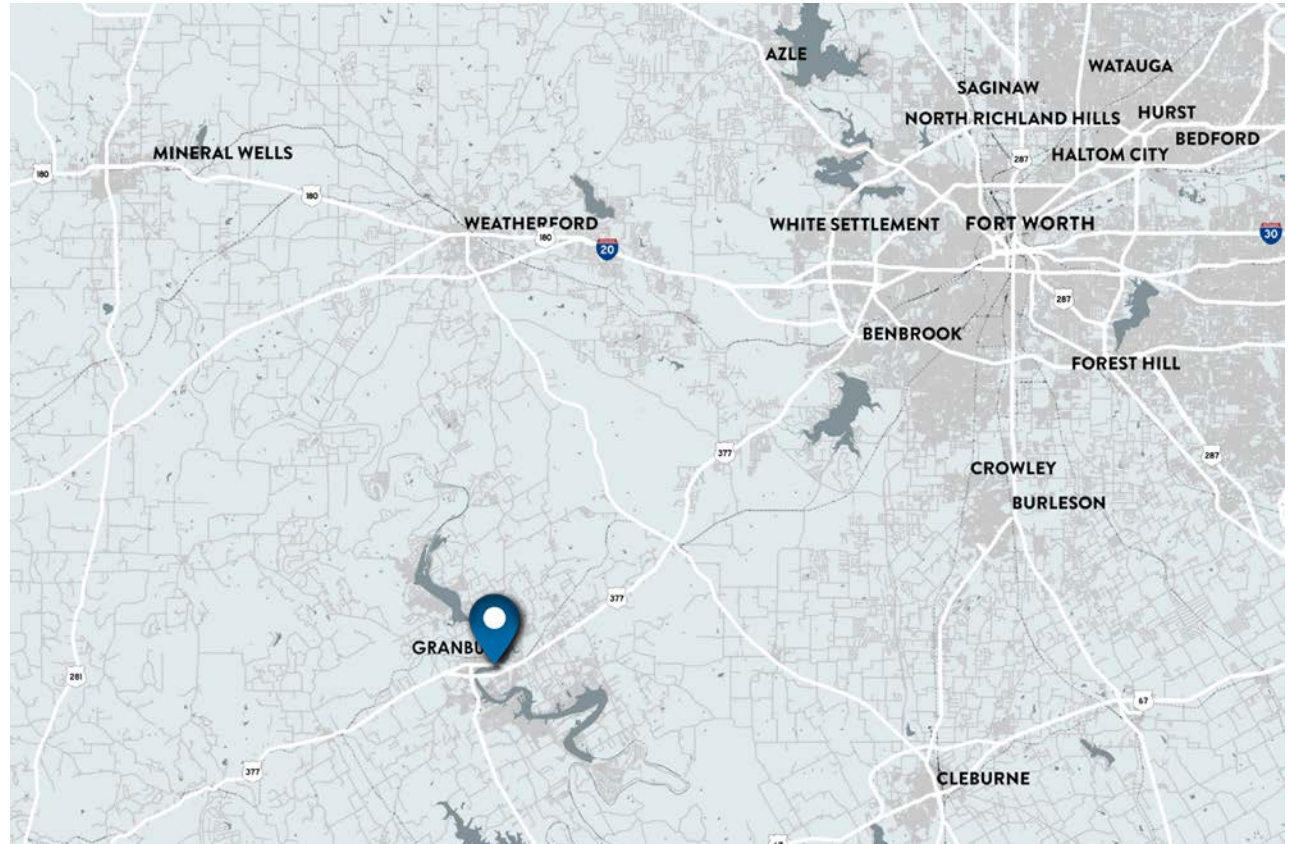 AZLE
WATAUGA
SAGINAW
NORTH RICHLAND HILLS
HURST
BEDFORD
HALTOM CITY
287
MINERAL WELLS
180
180
WEATHERFORD
180
20
WHITE SETTLEMENT
FORT WORTH
30
287
BENBROOK
FOREST HILL
377
287
CROWLEY
BURLESON
377
GRANBU
281
67
377
CLEBURNE